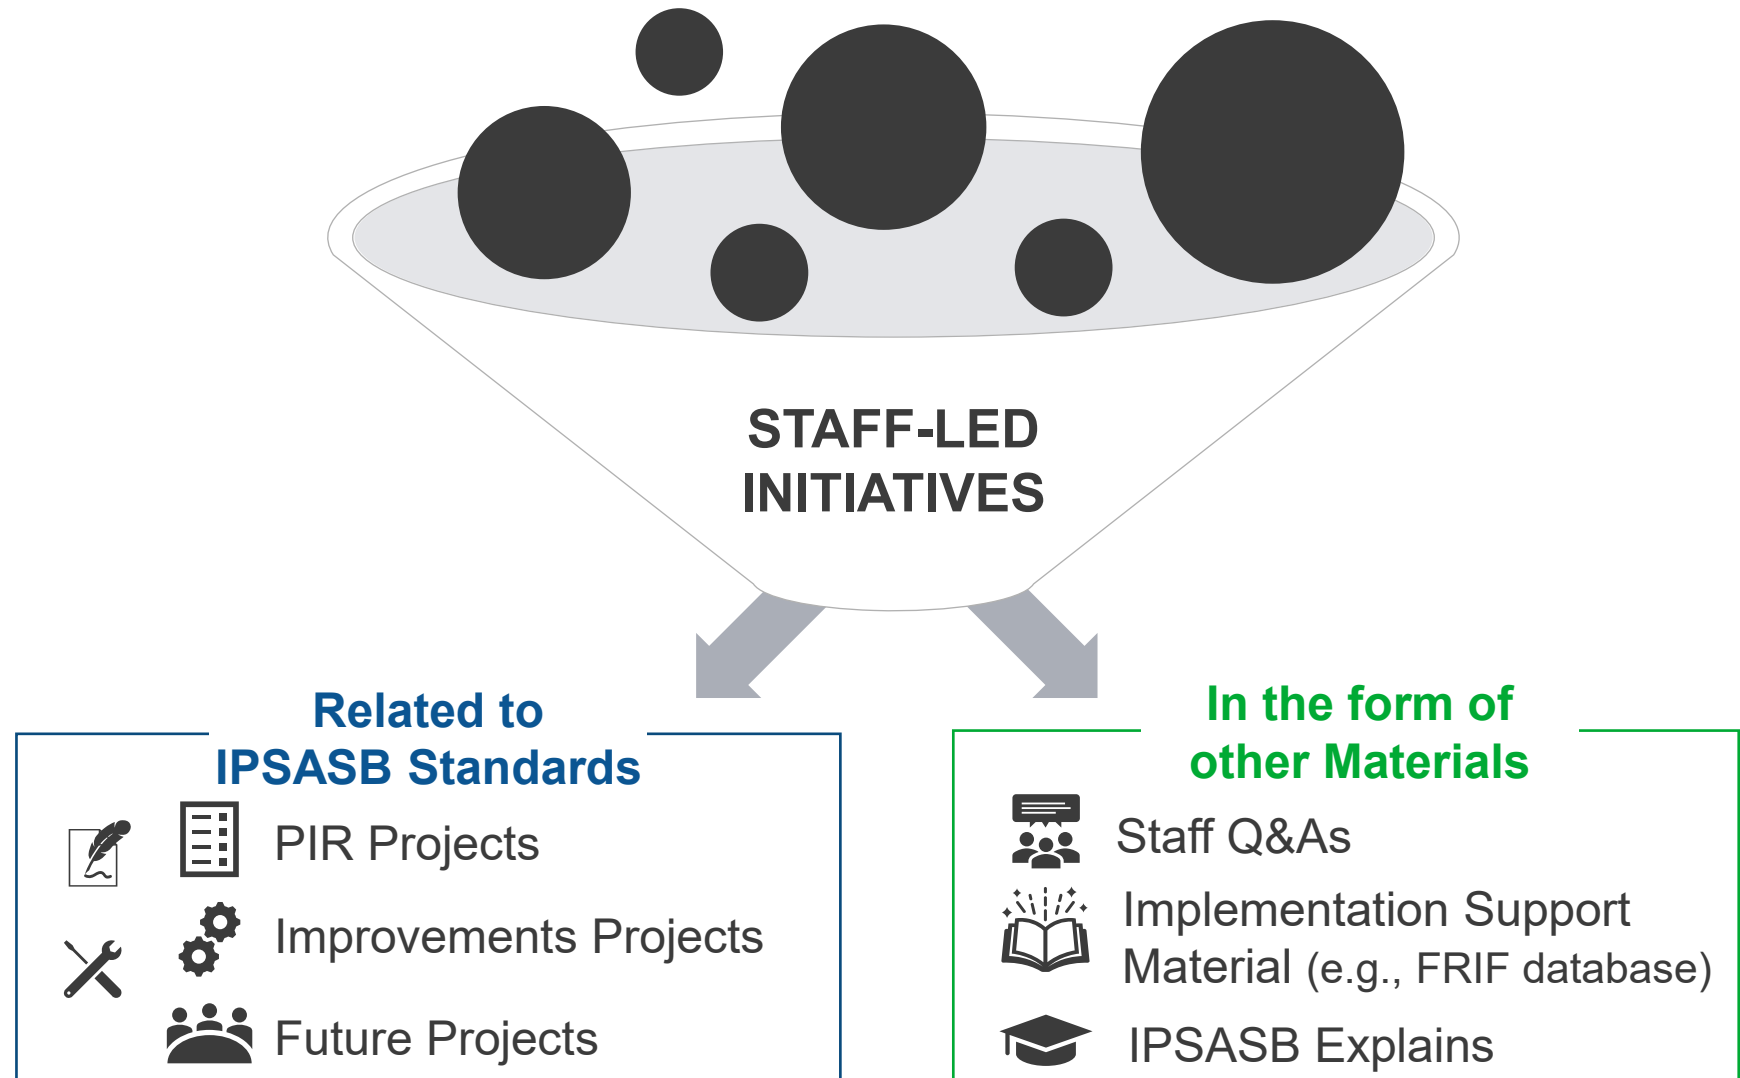 STAFF-LED
INITIATIVES
Related to
IPSASB Standards
PIR Projects
Improvements Projects
Future Projects
In the form of
other Materials
Staff Q&As
Implementation Support
Material (e.g., FRIF database)
IPSASB Explains